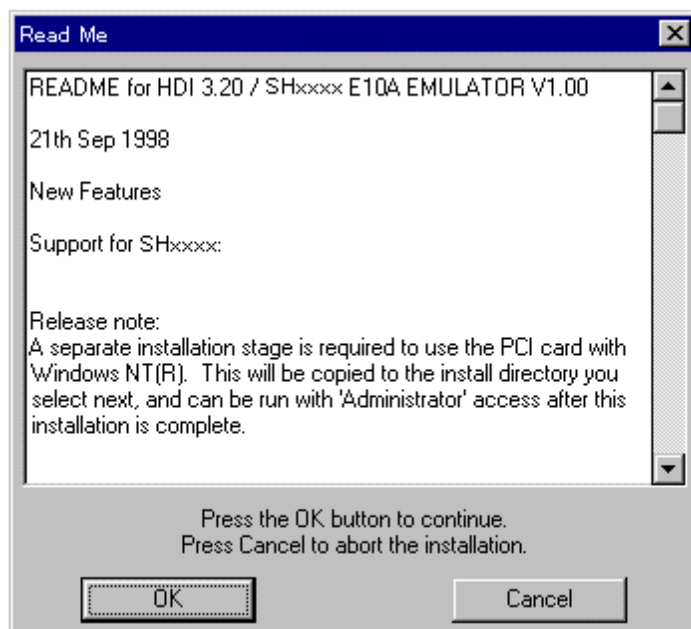 Read Me
README for HDI 3.20 / SHxxxx E10A EMULATOR V1.00
21th Sep 1998
New Features
Support for SHxxxx:
Release note:
A separate installation stage is required to use the PCI card with
Windows NT(R).  This will be copied to the install directory you
select next, and can be run with 'Administrator' access after this
installation is complete.
Press the OK button to continue.
Press Cancel to abort the installation.
OK
Cancel